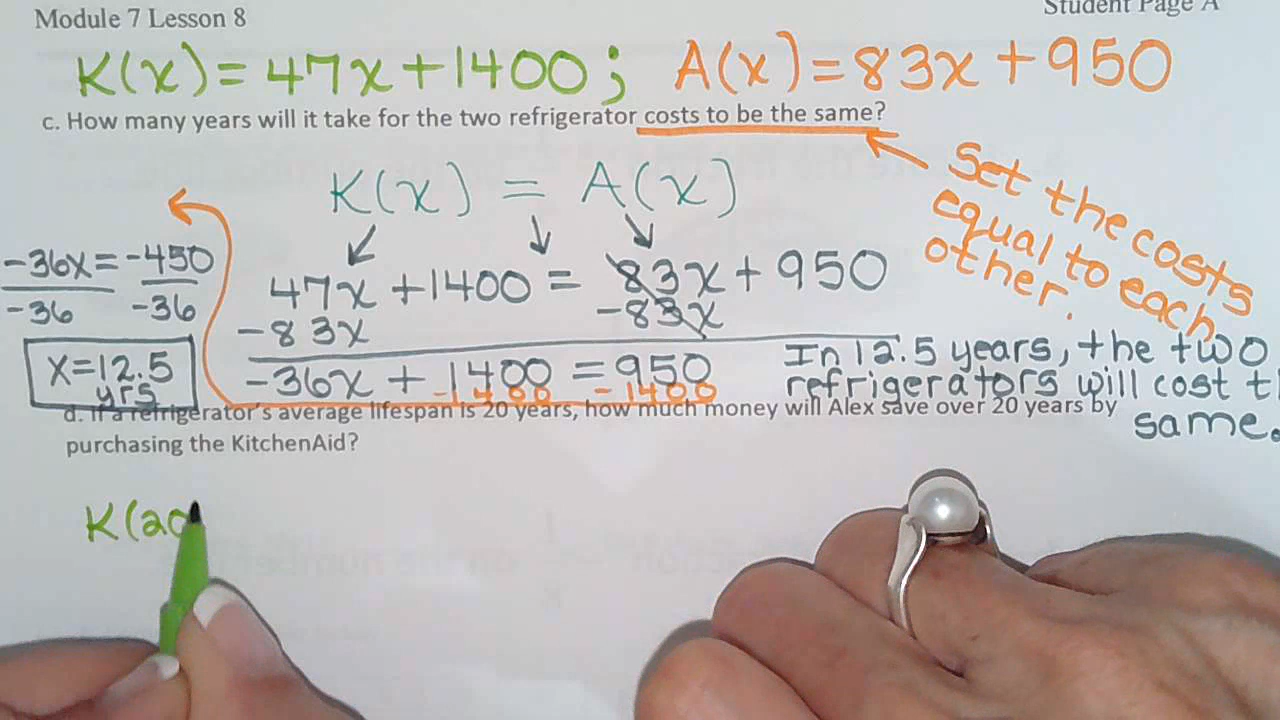 Module 7 Lesson 8
Student Page A
K(x) = 47x + 1400 ; A(x) = 83x + 950
c. How many years will it take for the two refrigerator costs to be the same?
Set the costs
equal to each
other.
K(x) = A(x)
47x + 1400 = 83x + 950
-83x -83x
-36x + 1400 = 950
-1400 -1400
-36x = -450
-36 -36
x = 12.5
yrs
In 12.5 years, the two
refrigerators will cost t
same.
d. If a refrigerator's average lifespan is 20 years, how much money will Alex save over 20 years by
purchasing the KitchenAid?
K(20